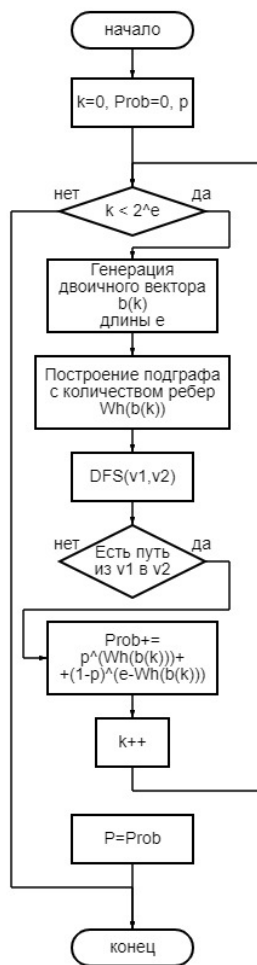 начало
k=0, Prob=0, p
нет
да
k < 2^e
Генерация
двоичного вектора
b(k)
длины e
Построение подграфа
с количеством ребер
Wh(b(k))
DFS(v1,v2)
нет
да
Есть путь
из v1 в v2
Prob+=
p^(Wh(b(k)))+
+(1-p)^(e-Wh(b(k)))
k++
P=Prob
конец